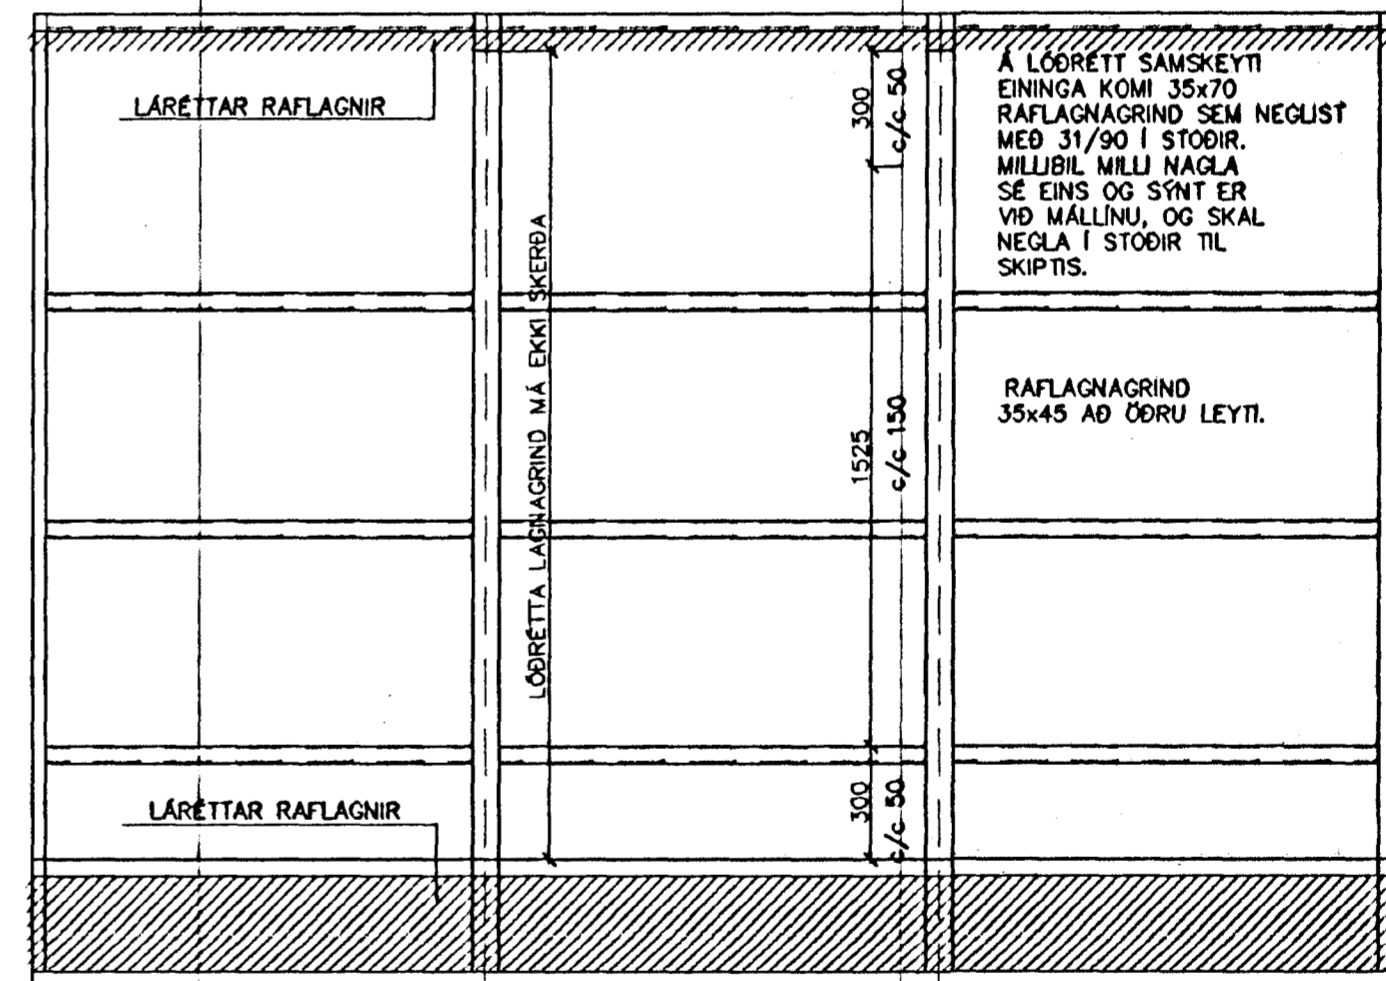 LÁRÉTTAR RAFLAGNIR
LÓÐRÉTTA LAGNAGRIND MÁ EKKI SKERÐA
300
c/c 50
1525
c/c 150
300
c/c 50
Á LÓÐRÉTT SAMSKEYTI
EININGA KOMI 35x70
RAFLAGNAGRIND SEM NEGLIST
MEÐ 31/90 Í STOÐIR.
MILLIBIL MILLI NAGLA
SÉ EINS OG SÝNT ER
VIÐ MÁLLÍNU, OG SKAL
NEGLA Í STOÐIR TIL
SKIPTIS.
RAFLAGNAGRIND
35x45 AÐ ÖÐRU LEYTI.
LÁRÉTTAR RAFLAGNIR